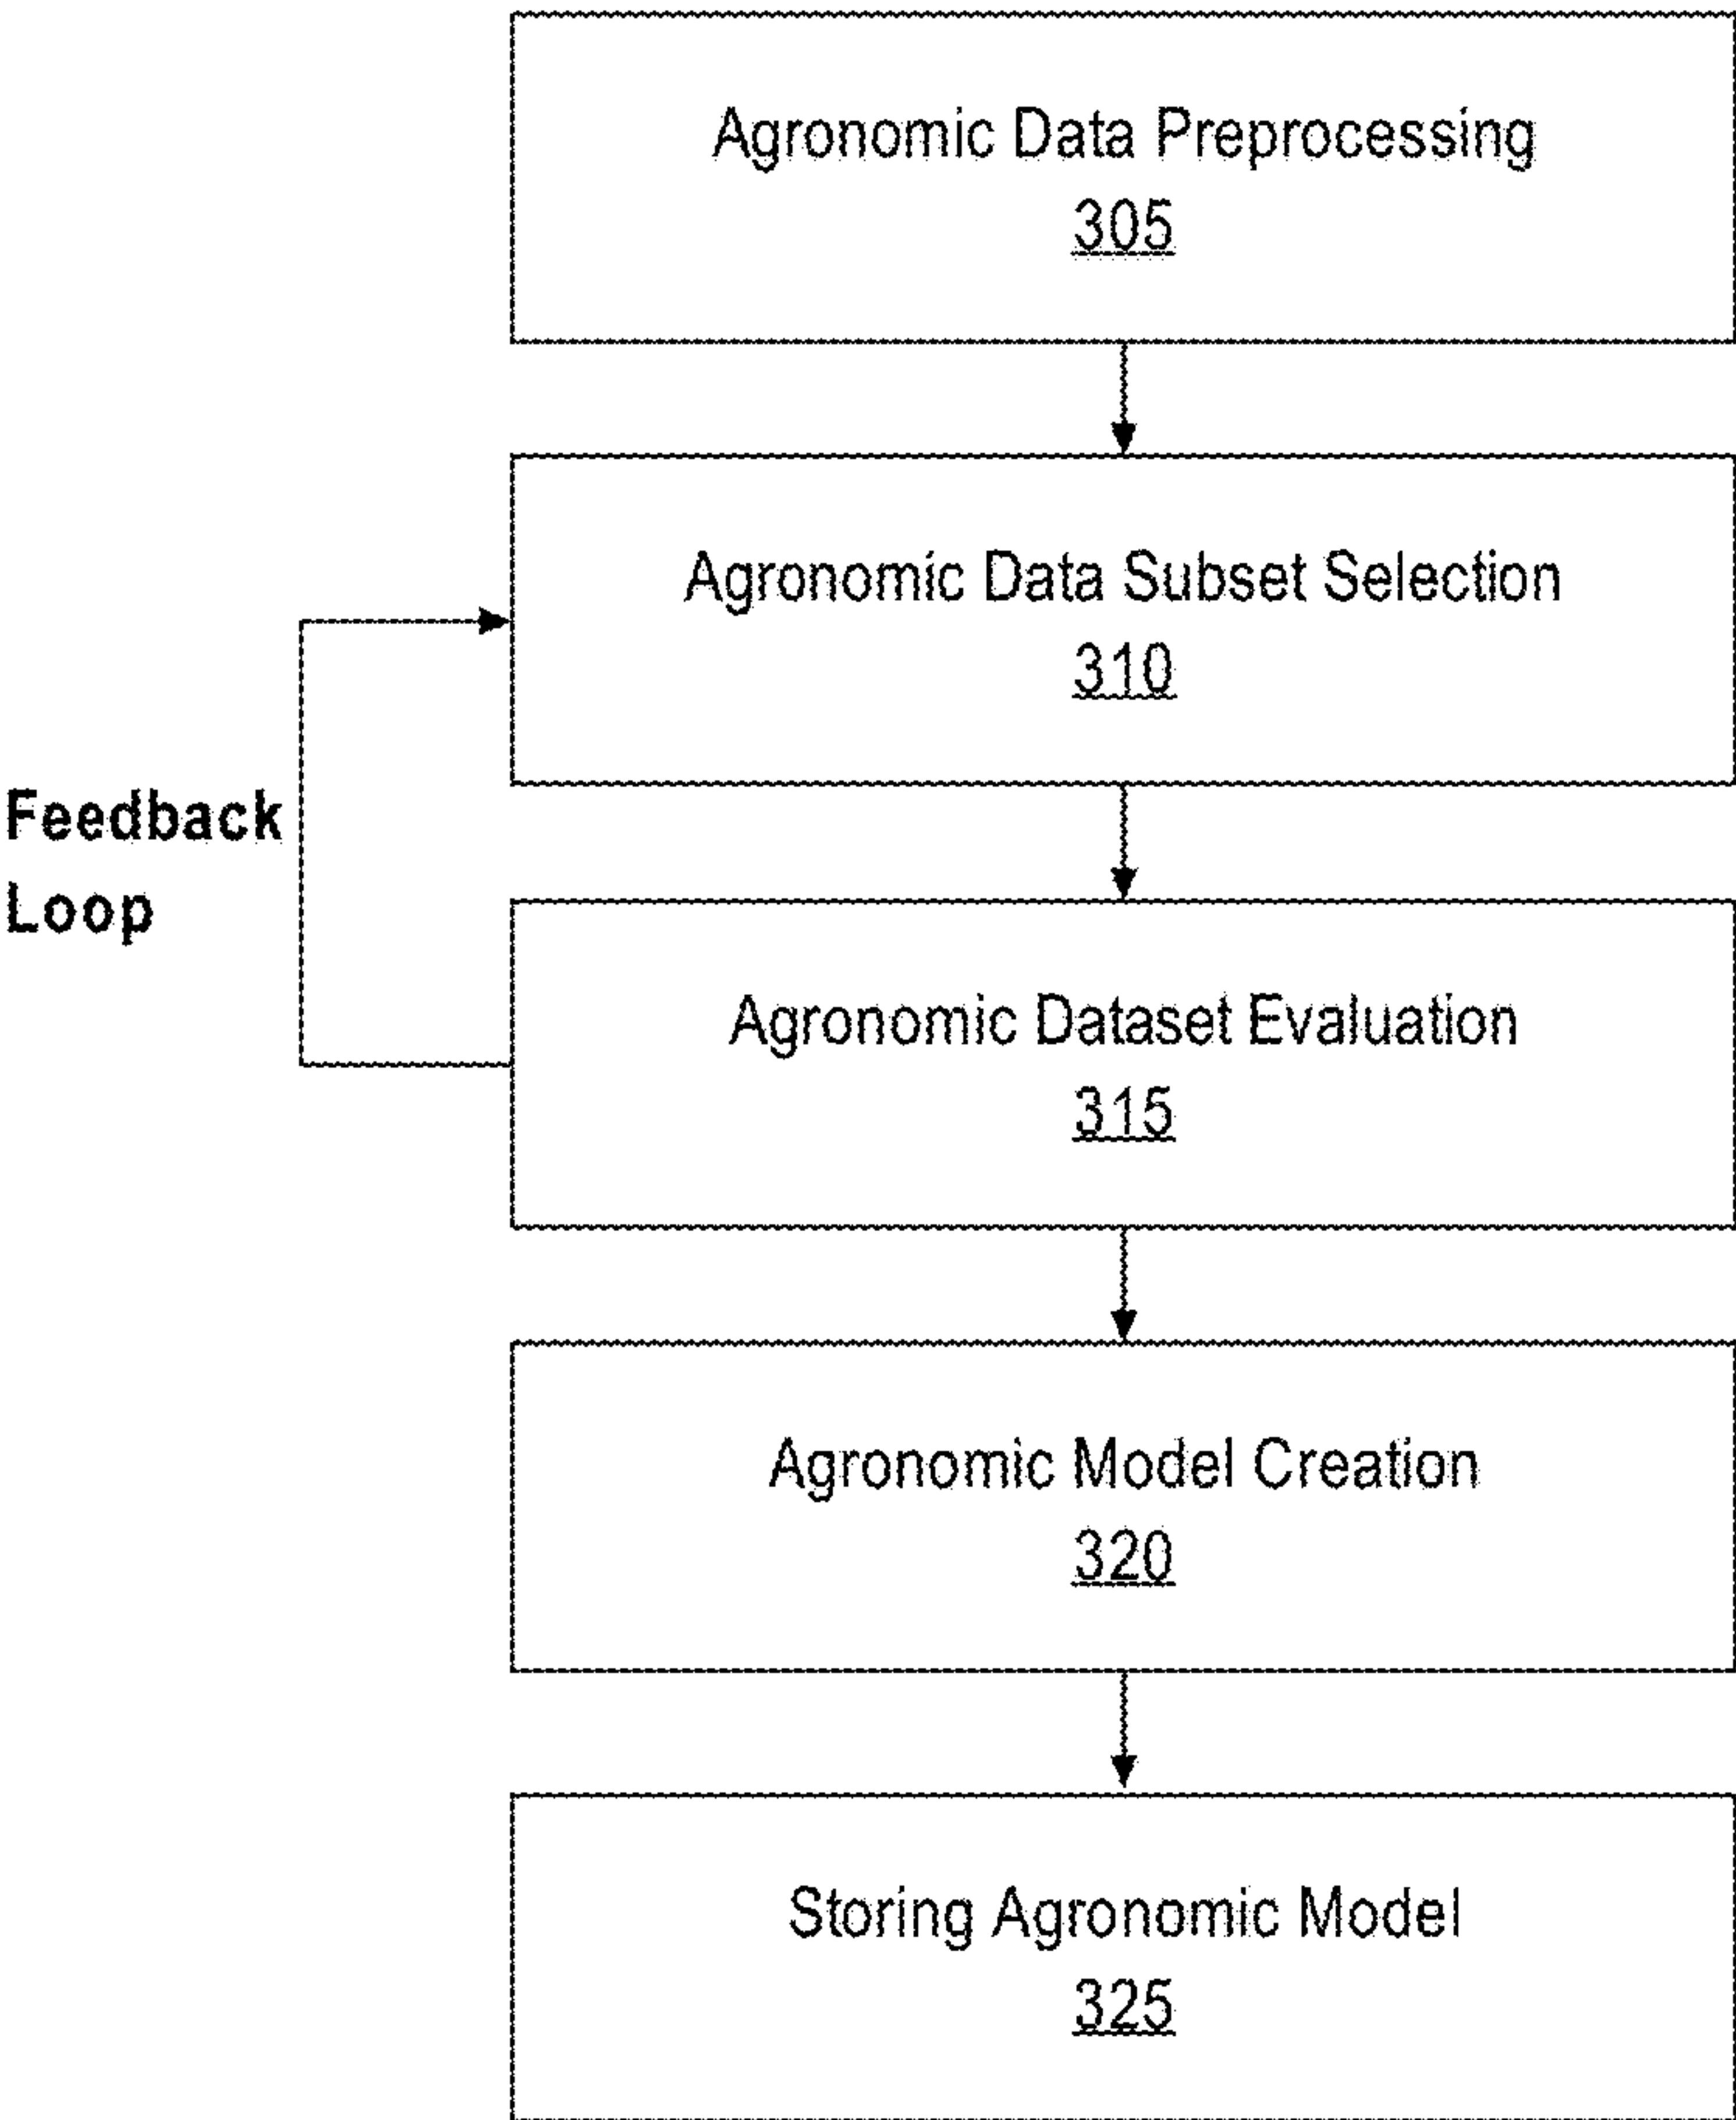 Agronomic Data Preprocessing
305
Agronomic Data Subset Selection
310
Feedback
Loop
Agronomic Dataset Evaluation
315
Agronomic Model Creation
320
Storing Agronomic Model
325